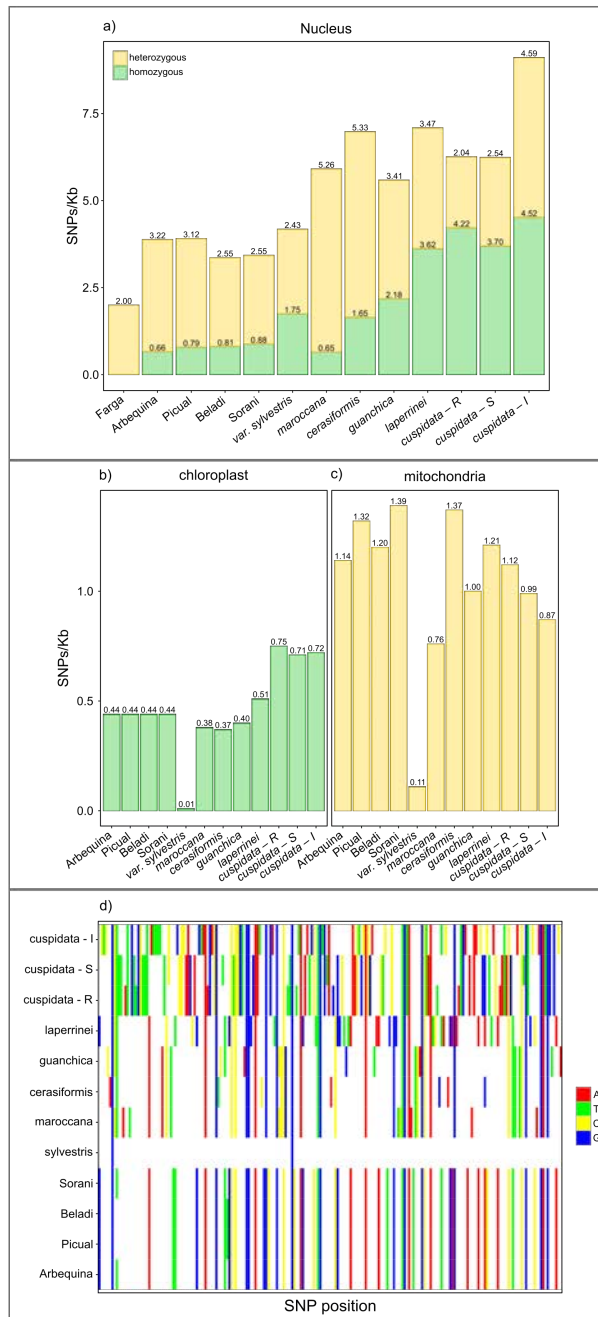 a)
Nucleus
heterozygous
homozygous
SNPs/Kb
7.5
5.0
2.5
0.0
2.00
3.22
3.12
2.55
2.55
2.43
5.26
5.33
3.41
3.47
2.04
2.54
4.59
0.66
0.79
0.81
0.88
1.75
0.65
1.65
2.18
3.62
4.22
3.70
4.52
Farga
Arbequina
Picual
Beladi
Sorani
var. sylvestris
maroccana
cerasiformis
guanchica
laperrinei
cuspidata – R
cuspidata – S
cuspidata – I
b)
chloroplast
c)
mitochondria
SNPs/Kb
1.0
0.5
0.0
0.44
0.44
0.44
0.44
0.01
0.38
0.37
0.40
0.51
0.75
0.71
0.72
1.14
1.32
1.20
1.39
0.11
0.76
1.37
1.00
1.21
1.12
0.99
0.87
Arbequina
Picual
Beladi
Sorani
var. sylvestris
maroccana
cerasiformis
guanchica
laperrinei
cuspidata – R
cuspidata – S
cuspidata – I
Arbequina
Picual
Beladi
Sorani
var. sylvestris
maroccana
cerasiformis
guanchica
laperrinei
cuspidata – R
cuspidata – S
cuspidata – I
d)
cuspidata - I
cuspidata - S
cuspidata - R
laperrinei
guanchica
cerasiformis
maroccana
sylvestris
Sorani
Beladi
Picual
Arbequina
A
T
C
G
SNP position